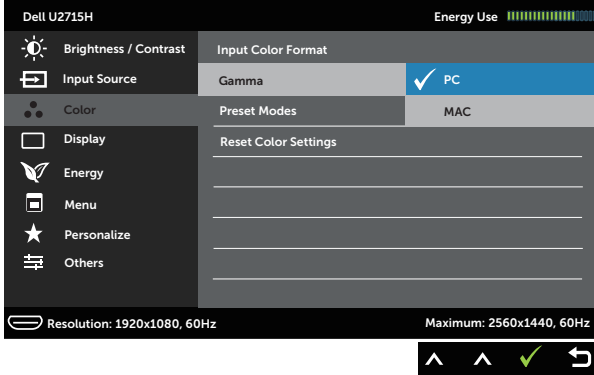 Dell U2715H Energy Use
Brightness / Contrast Input Color Format
Input Source Gamma PC
Color Preset Modes MAC
Display Reset Color Settings
Energy
Menu
Personalize
Others
Resolution: 1920x1080, 60Hz Maximum: 2560x1440, 60Hz